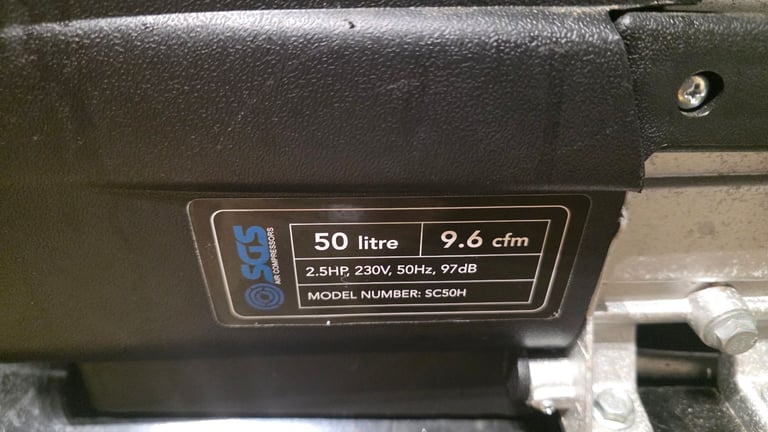 SGS
AIR COMPRESSORS
50 litre
9.6 cfm
2.5HP, 230V, 50Hz, 97dB
MODEL NUMBER: SC50H